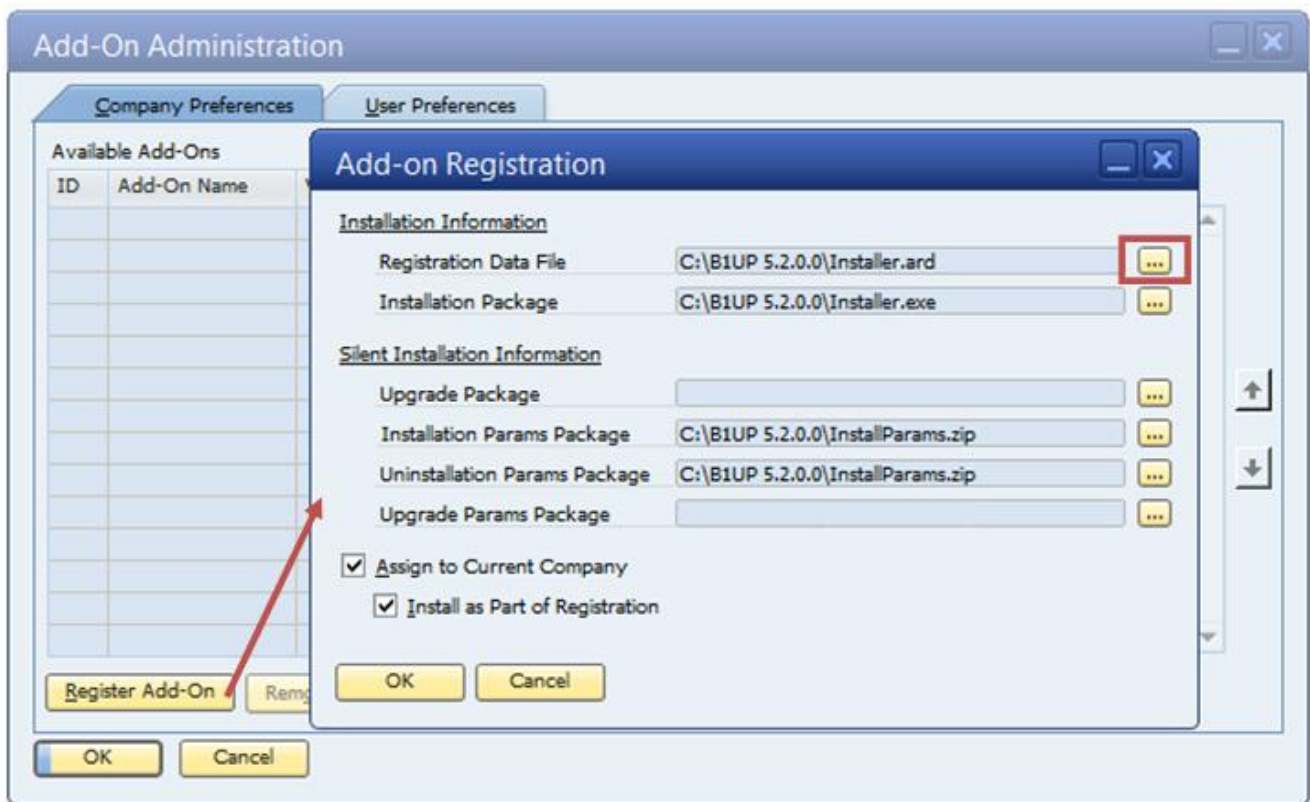 Add-On Administration
Company Preferences
User Preferences
Available Add-Ons
ID Add-On Name
Add-on Registration
Installation Information
Registration Data File C:\B1UP 5.2.0.0\Installer.ard ...
Installation Package C:\B1UP 5.2.0.0\Installer.exe ...
Silent Installation Information
Upgrade Package ...
Installation Params Package C:\B1UP 5.2.0.0\InstallParams.zip ...
Uninstallation Params Package C:\B1UP 5.2.0.0\InstallParams.zip ...
Upgrade Params Package ...
Assign to Current Company
Install as Part of Registration
OK Cancel
Register Add-On
OK Cancel